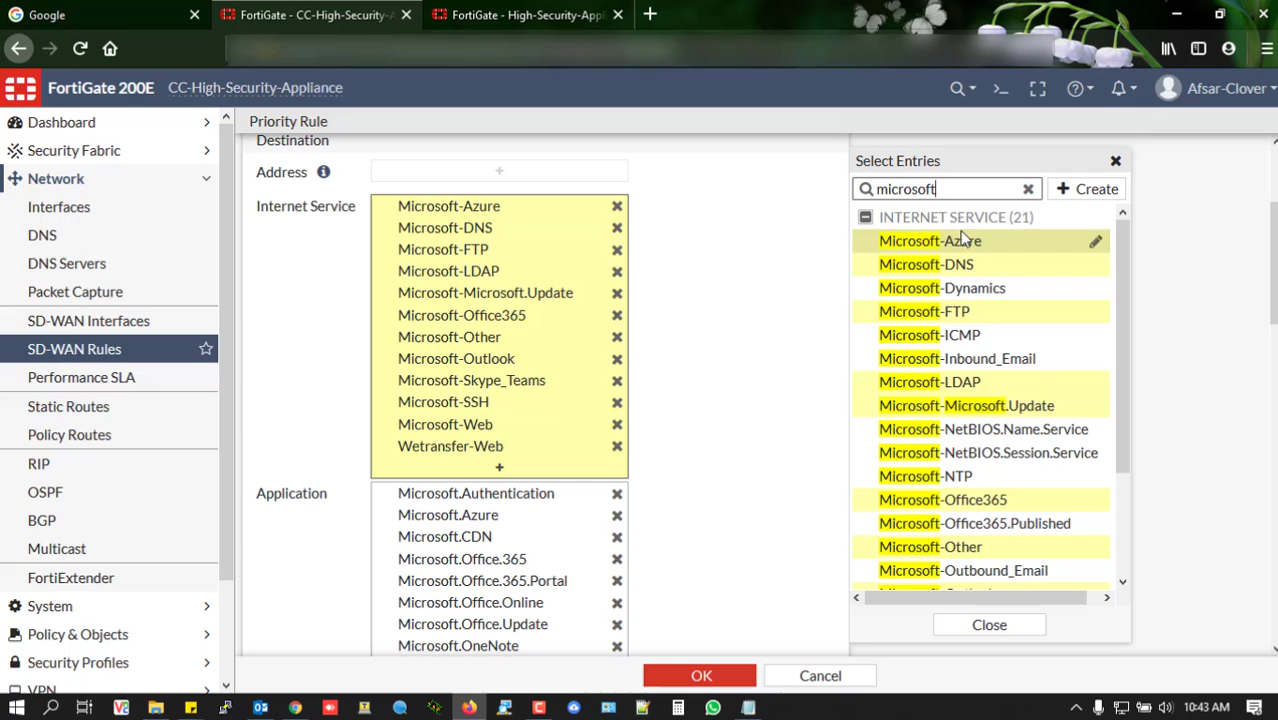 Google
FortiGate - CC-High-Security-A
FortiGate - High-Security-Appl
FortiGate 200E
CC-High-Security-Appliance
Afsar-Clover
Dashboard
Security Fabric
Network
Interfaces
DNS
DNS Servers
Packet Capture
SD-WAN Interfaces
SD-WAN Rules
Performance SLA
Static Routes
Policy Routes
RIP
OSPF
BGP
Multicast
FortiExtender
System
Policy & Objects
Security Profiles
VPN
Priority Rule
Destination
Address
Internet Service
Microsoft-Azure
Microsoft-DNS
Microsoft-FTP
Microsoft-LDAP
Microsoft-Microsoft.Update
Microsoft-Office365
Microsoft-Other
Microsoft-Outlook
Microsoft-Skype_Teams
Microsoft-SSH
Microsoft-Web
Wetransfer-Web
Application
Microsoft.Authentication
Microsoft.Azure
Microsoft.CDN
Microsoft.Office.365
Microsoft.Office.365.Portal
Microsoft.Office.Online
Microsoft.Office.Update
Microsoft.OneNote
Select Entries
microsoft
Create
INTERNET SERVICE (21)
Microsoft-Azure
Microsoft-DNS
Microsoft-Dynamics
Microsoft-FTP
Microsoft-ICMP
Microsoft-Inbound_Email
Microsoft-LDAP
Microsoft-Microsoft.Update
Microsoft-NetBIOS.Name.Service
Microsoft-NetBIOS.Session.Service
Microsoft-NTP
Microsoft-Office365
Microsoft-Office365.Published
Microsoft-Other
Microsoft-Outbound_Email
Close
OK
Cancel
10:43 AM